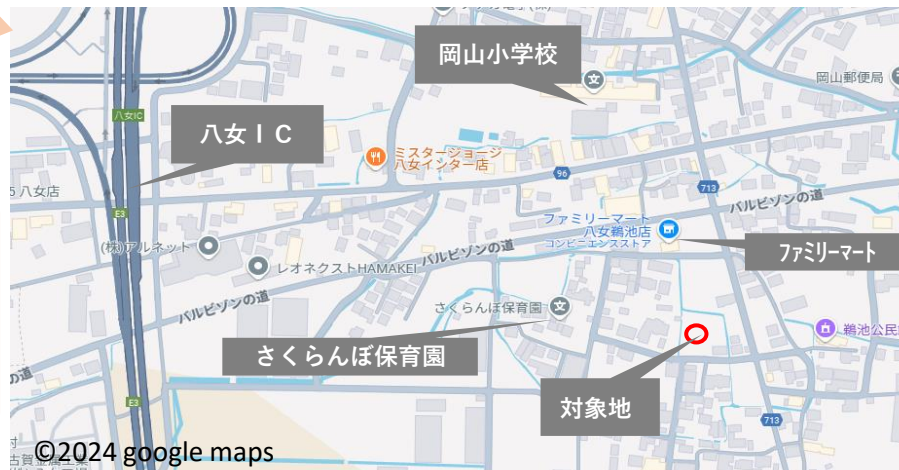 岡山小学校
岡山郵便局
八女IC
八女ＩＣ
ミスタージョージ
八女インター店
96
5 八女店
713
バルビゾンの道
E3
ファミリーマート
八女鵜池店
コンビニエンスストア
ﾌｧﾐﾘｰﾏｰﾄ
(株)アルネット
バルビゾンの道
レオネクストHAMAKEI
バルビゾンの道
さくらんぼ保育園
鵜池公民
さくらんぼ保育園
の道
E3
対象地
713
©2024 google maps